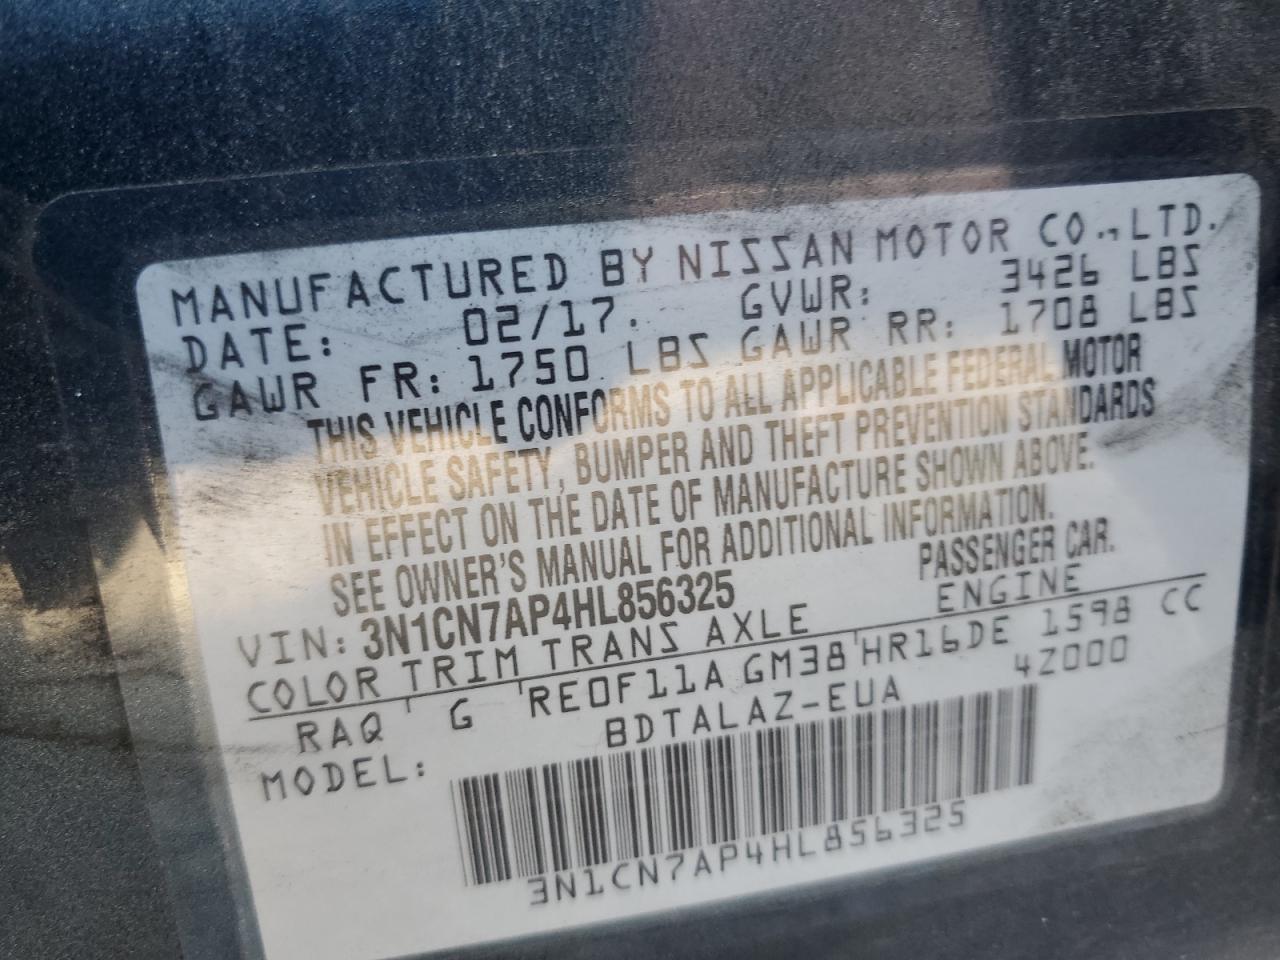 MANUFACTURED BY NISSAN MOTOR CO., LTD.
DATE: 02/17. GVWR: 3426 LBS
GAWR FR: 1750 LBS GAWR RR: 1708 LBS
THIS VEHICLE CONFORMS TO ALL APPLICABLE FEDERAL MOTOR
VEHICLE SAFETY, BUMPER AND THEFT PREVENTION STANDARDS
IN EFFECT ON THE DATE OF MANUFACTURE SHOWN ABOVE.
SEE OWNER'S MANUAL FOR ADDITIONAL INFORMATION.
VIN: 3N1CN7AP4HL856325 PASSENGER CAR.
COLOR TRIM TRANS AXLE ENGINE
RAQ G RE0F11A GM38 HR16DE 1598 CC
MODEL: BDTALAZ-EUA 4Z000
3N1CN7AP4HL856325